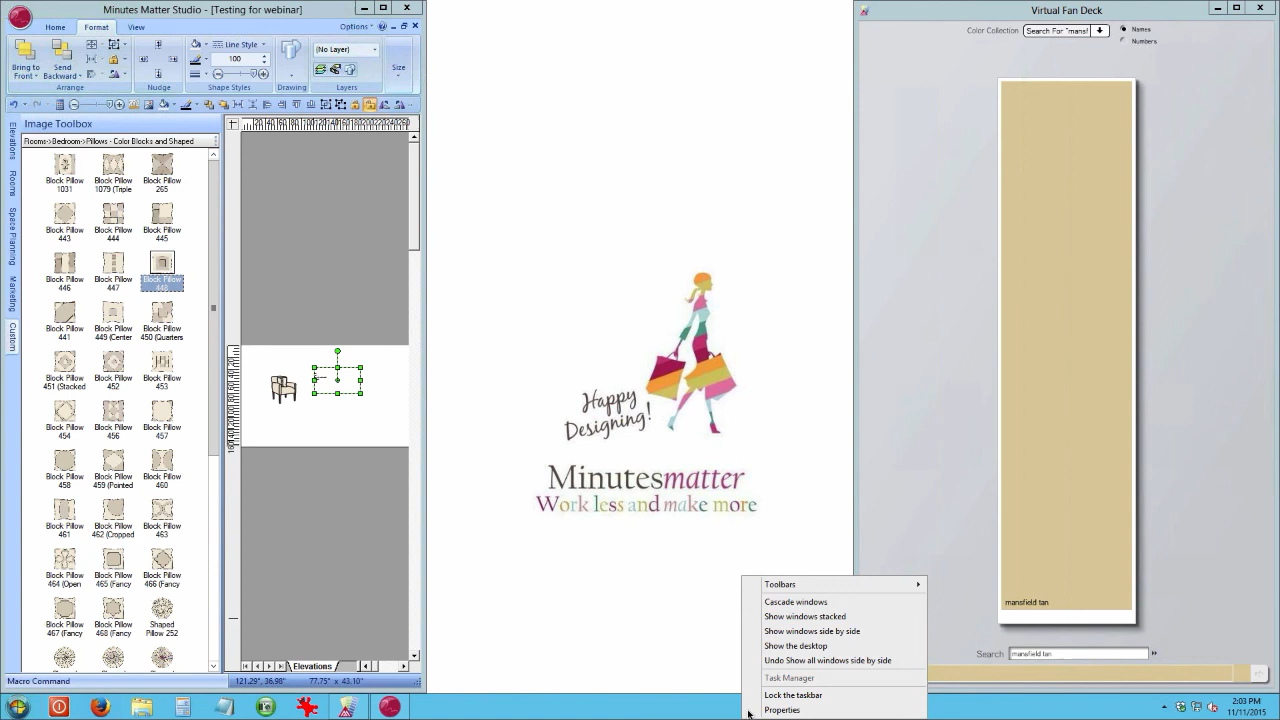 Minutes Matter Studio - [Testing for webinar]
Home Format View
Options
Bring to Front
Send Backward
Arrange
Nudge
Line Style
100
Shape Styles
Drawing
(No Layer)
Layers
Size
Image Toolbox
Rooms->Bedroom->Pillows - Color Blocks and Shaped
Elevations
Rooms
Space Planning
Marketing
Custom
Block Pillow 1031
Block Pillow 1079 (Triple
Block Pillow 265
Block Pillow 443
Block Pillow 444
Block Pillow 445
Block Pillow 446
Block Pillow 447
Block Pillow 448
Block Pillow 441
Block Pillow 449 (Center
Block Pillow 450 (Quarters
Block Pillow 451 (Stacked
Block Pillow 452
Block Pillow 453
Block Pillow 454
Block Pillow 456
Block Pillow 457
Block Pillow 458
Block Pillow 459 (Pointed
Block Pillow 460
Block Pillow 461
Block Pillow 462 (Cropped
Block Pillow 463
Block Pillow 464 (Open
Block Pillow 465 (Fancy
Block Pillow 466 (Fancy
Block Pillow 467 (Fancy
Block Pillow 468 (Fancy
Shaped Pillow 252
Elevations
Macro Command
121.29", 36.98"
77.75" x 43.10"
Happy
Designing!
Minutesmatter
Work less and make more
Virtual Fan Deck
Color Collection
Search For "mansf
Names
Numbers
mansfield tan
Search mansfield tan
Toolbars
Cascade windows
Show windows stacked
Show windows side by side
Show the desktop
Undo Show all windows side by side
Task Manager
Lock the taskbar
Properties
2:03 PM
11/11/2015